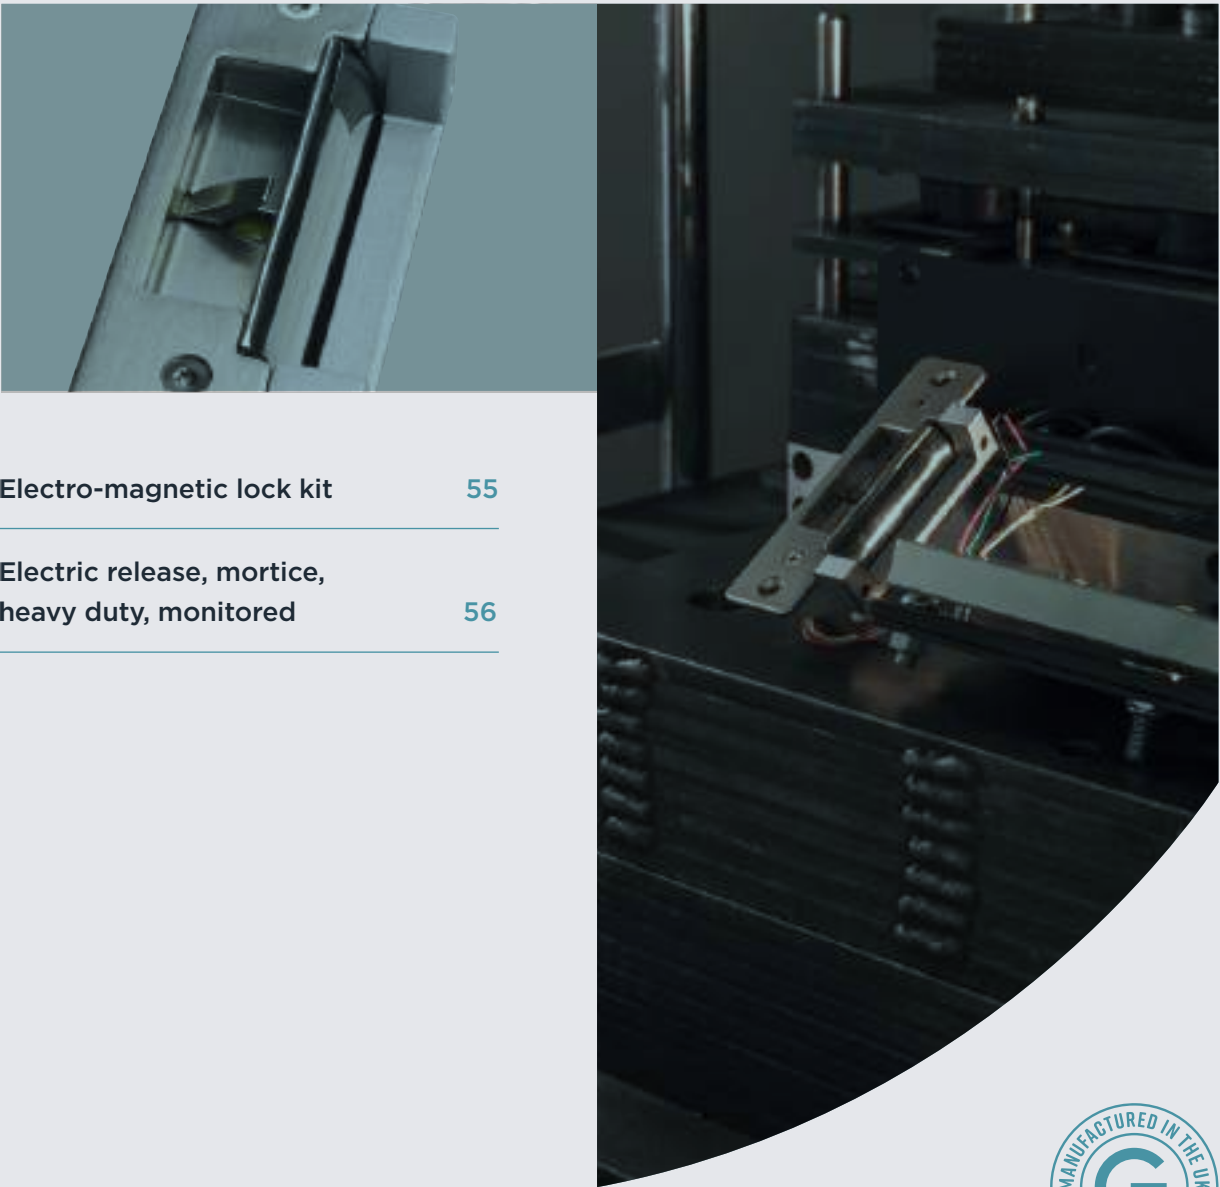 Electro-magnetic lock kit 55
Electric release, mortice,
heavy duty, monitored 56
MANUFACTURED IN THE UK
G